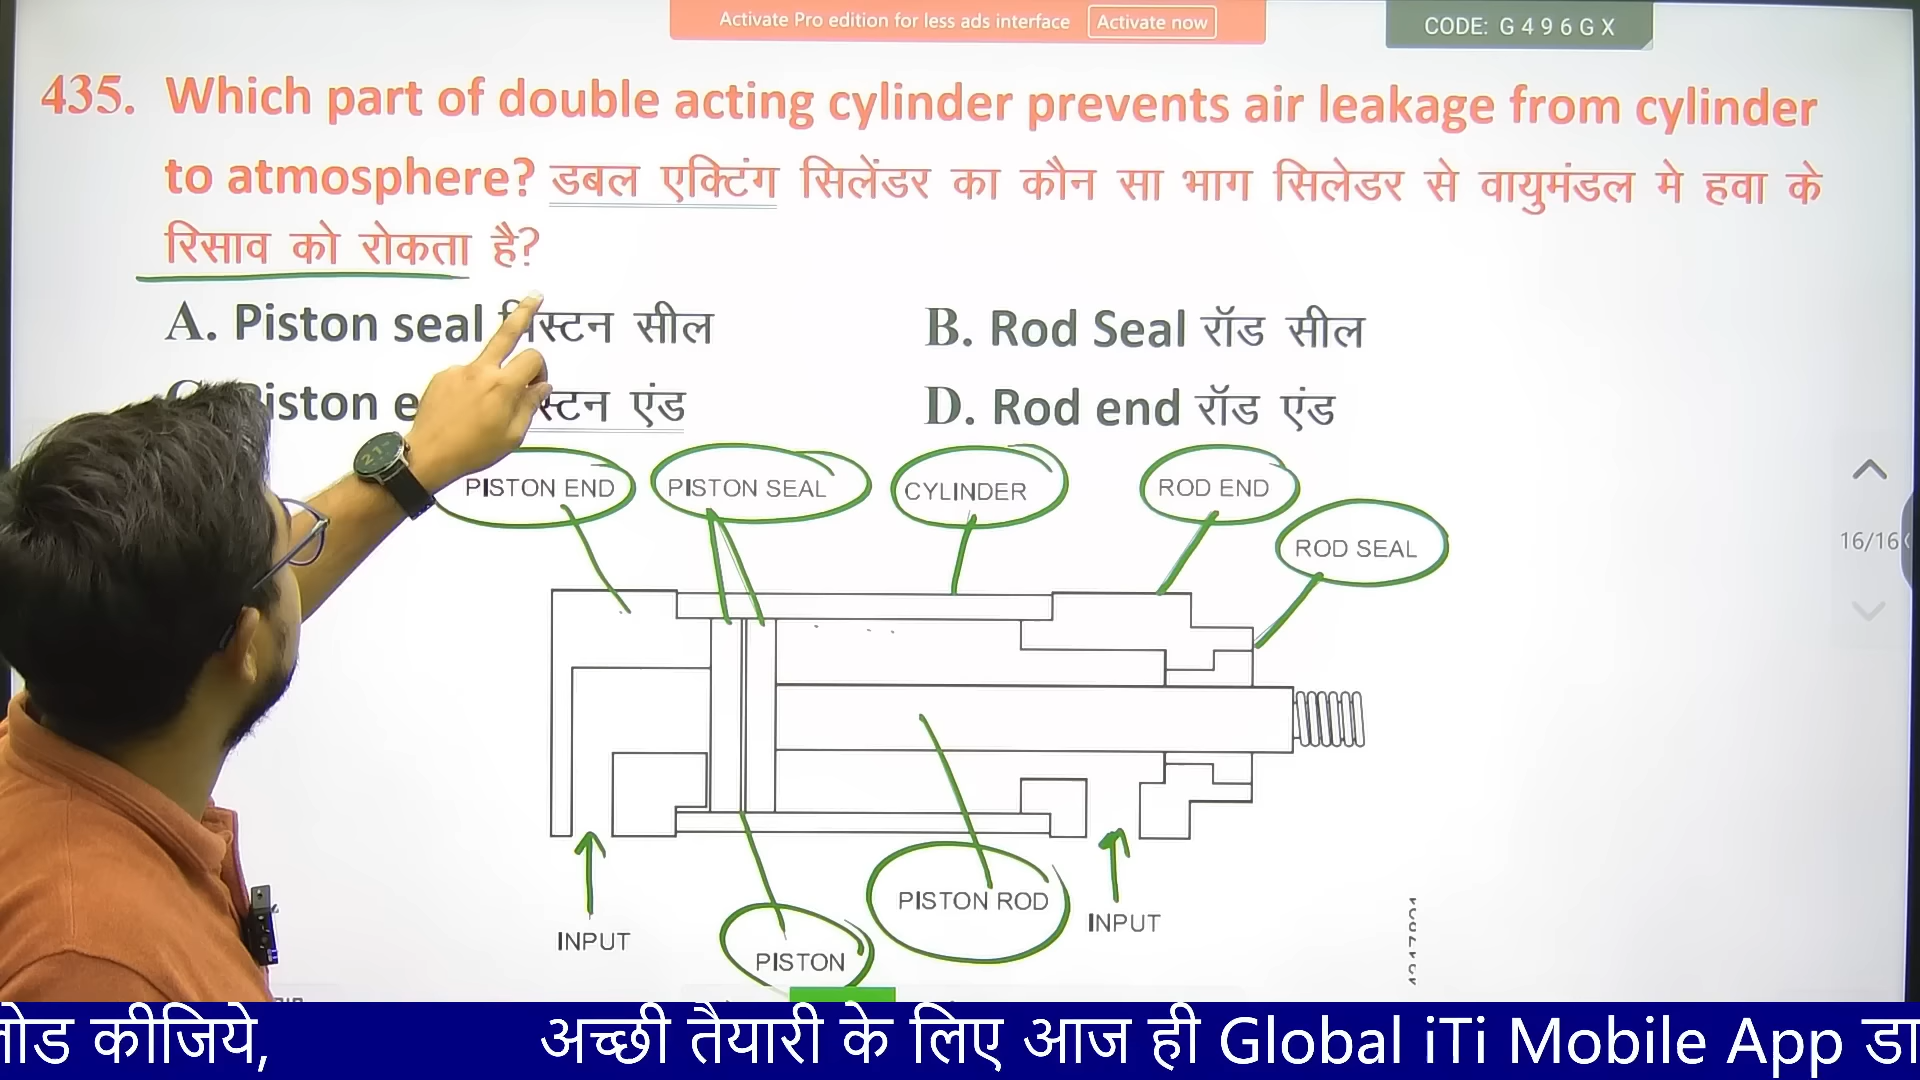 Activate Pro edition for less ads interface Activate now
CODE: G 4 9 6 G X
435. Which part of double acting cylinder prevents air leakage from cylinder
to atmosphere? डबल एक्टिंग सिलेंडर का कौन सा भाग सिलेडर से वायुमंडल मे हवा के
रिसाव को रोकता है?
A. Piston seal सील
B. Rod Seal रॉड सील
एंड
D. Rod end रॉड एंड
PISTON END
PISTON SEAL
CYLINDER
ROD END
ROD SEAL
16/16
PISTON ROD
INPUT
INPUT
PISTON
कीजिये, अच्छी तैयारी के लिए आज ही Global iTi Mobile App